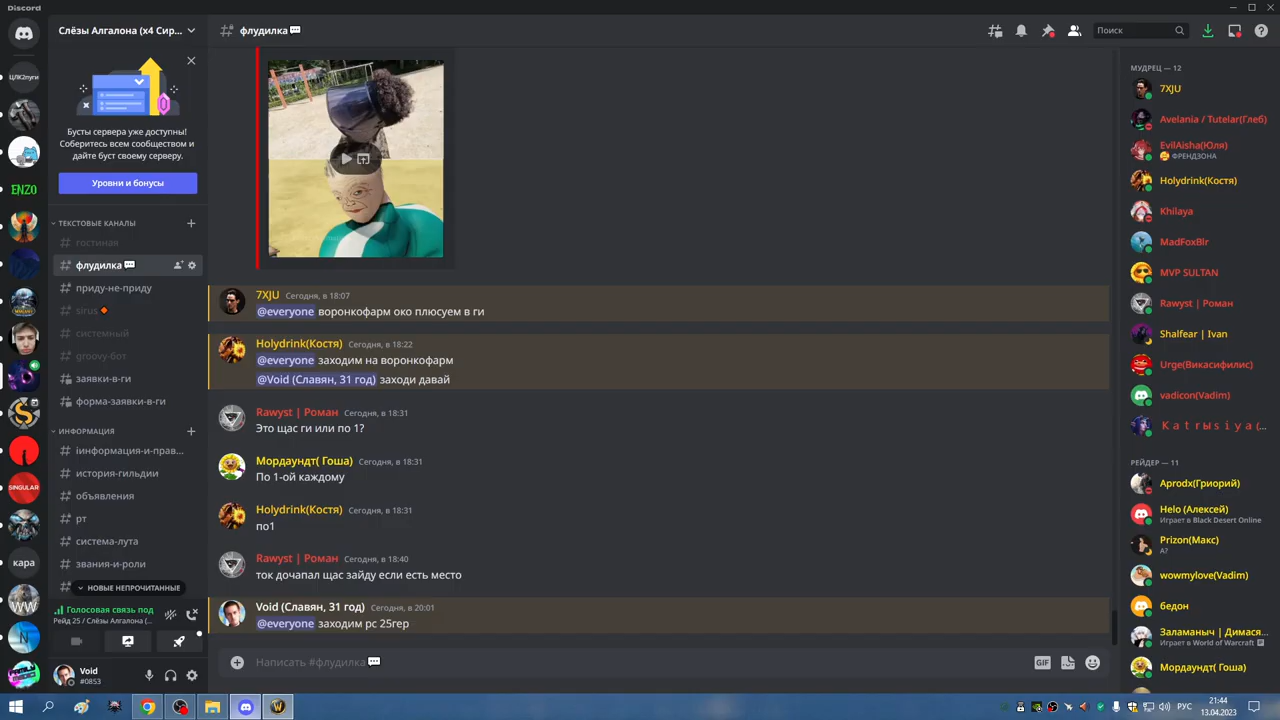 Discord
Слёзы Алгалона (x4 Сир...
флудилка
Поиск
Бусты сервера уже доступны!
Соберитесь всем сообществом и
дайте буст своему серверу.
Уровни и бонусы
ТЕКСТОВЫЕ КАНАЛЫ
гостиная
флудилка
приду-не-приду
sirus
системный
groovy-бот
заявки-в-ги
форма-заявки-в-ги
ИНФОРМАЦИЯ
iинформация-и-прав...
история-гильдии
объявления
рт
система-лута
звания-и-роли
НОВЫЕ НЕПРОЧИТАННЫЕ
Голосовая связь под
Рейд 25 / Слёзы Алгалона (...
Void
#0853
ЦЛК2пуги
ENZO
SINGULAR
кара
WW
7XJU Сегодня, в 18:07
@everyone воронкофарм око плюсуем в ги
Holydrink(Костя) Сегодня, в 18:22
@everyone заходим на воронкофарм
@Void (Славян, 31 год) заходи давай
Rawyst | Роман Сегодня, в 18:31
Это щас ги или по 1?
Мордаундт( Гоша) Сегодня, в 18:31
По 1-ой каждому
Holydrink(Костя) Сегодня, в 18:31
по1
Rawyst | Роман Сегодня, в 18:40
ток дочапал щас зайду если есть место
Void (Славян, 31 год) Сегодня, в 20:01
@everyone заходим рс 25гер
Написать #флудилка
GIF
МУДРЕЦ — 12
7XJU
Avelania / Tutelar(Глеб)
EvilAisha(Юля)
ФРЕНДЗОНА
Holydrink(Костя)
Khilaya
MadFoxBlr
MVP SULTAN
Rawyst | Роман
Shalfear | Ivan
Urge(Викасифилис)
vadicon(Vadim)
Katrыsiya(...
РЕЙДЕР — 11
Aprodx(Гриорий)
Helo (Алексей)
Играет в Black Desert Online
Prizon(Макс)
А?
wowmylove(Vadim)
бедон
Заламаныч | Димася...
Играет в World of Warcraft
Мордаундт( Гоша)
РУС
21:44
13.04.2023